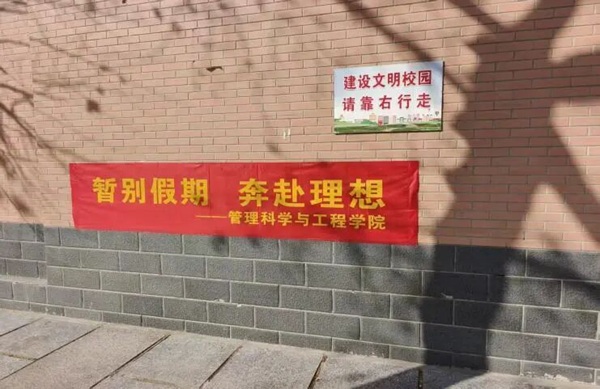 建设文明校园
请靠右行走
暂别假期 奔赴理想
——管理科学与工程学院